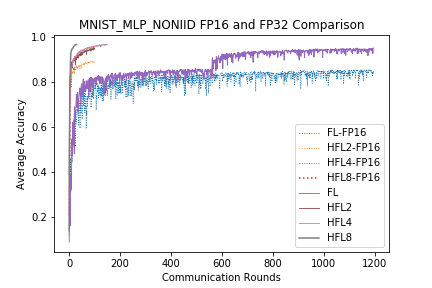 MNIST_MLP_NONIID FP16 and FP32 Comparison
1.0
0.8
0.6
0.4
0.2
Average Accuracy
FL-FP16
HFL2-FP16
HFL4-FP16
HFL8-FP16
FL
HFL2
HFL4
HFL8
0 200 400 600 800 1000 1200
Communication Rounds